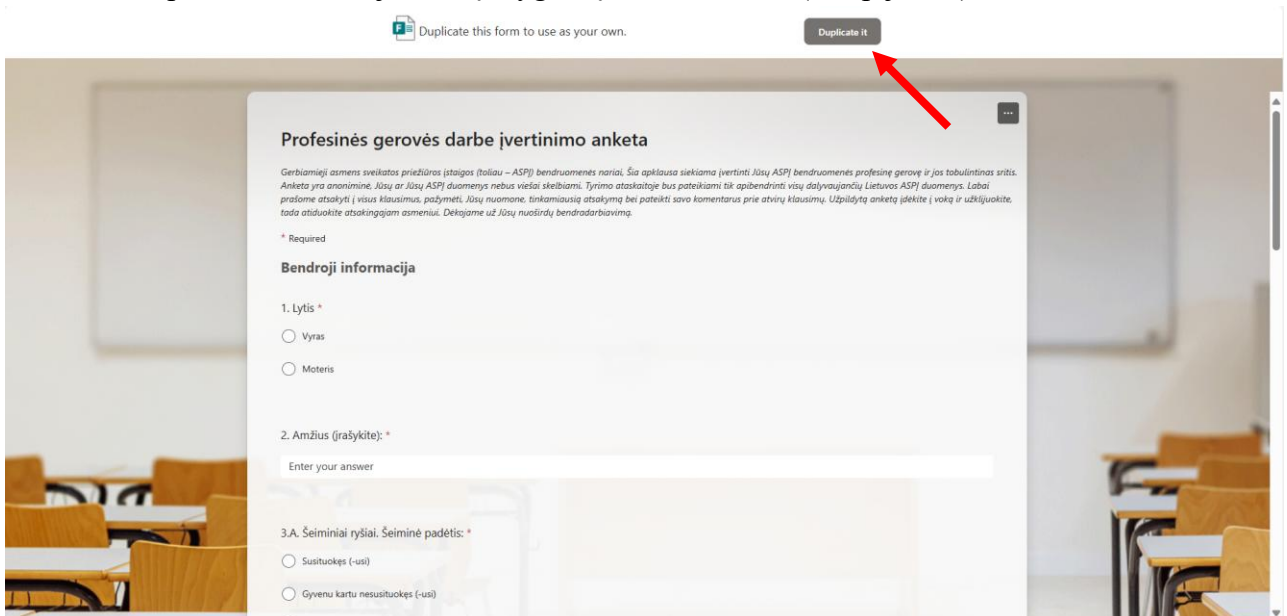 Duplicate this form to use as your own.
Duplicate it
Profesinės gerovės darbe įvertinimo anketa
Gerbiamieji asmens sveikatos priežiūros įstaigos (toliau – ASPĮ) bendruomenės nariai, Šia apklausa siekiama įvertinti Jūsų ASPĮ bendruomenės profesinę gerovę ir jos tobulintinas sritis.
Anketa yra anoniminė, Jūsų ar Jūsų ASPĮ duomenys nebus viešai skelbiami. Tyrimo ataskaitoje bus pateikiami tik apibendrinti visų dalyvaujančių Lietuvos ASPĮ duomenys. Labai
prašome atsakyti į visus klausimus, pažymėti, Jūsų nuomone, tinkamiausią atsakymą bei pateikti savo komentarus prie atvirų klausimų. Užpildytą anketą įdėkite į voką ir užklijuokite,
tada atiduokite atsakingajam asmeniui. Dėkojame už Jūsų nuoširdų bendradarbiavimą.
* Required
Bendroji informacija
1. Lytis *
Vyras
Moteris
2. Amžius (įrašykite): *
Enter your answer
3.A. Šeiminiai ryšiai. Šeiminė padėtis: *
Susituokęs (-usi)
Gyvenu kartu nesusituokęs (-usi)